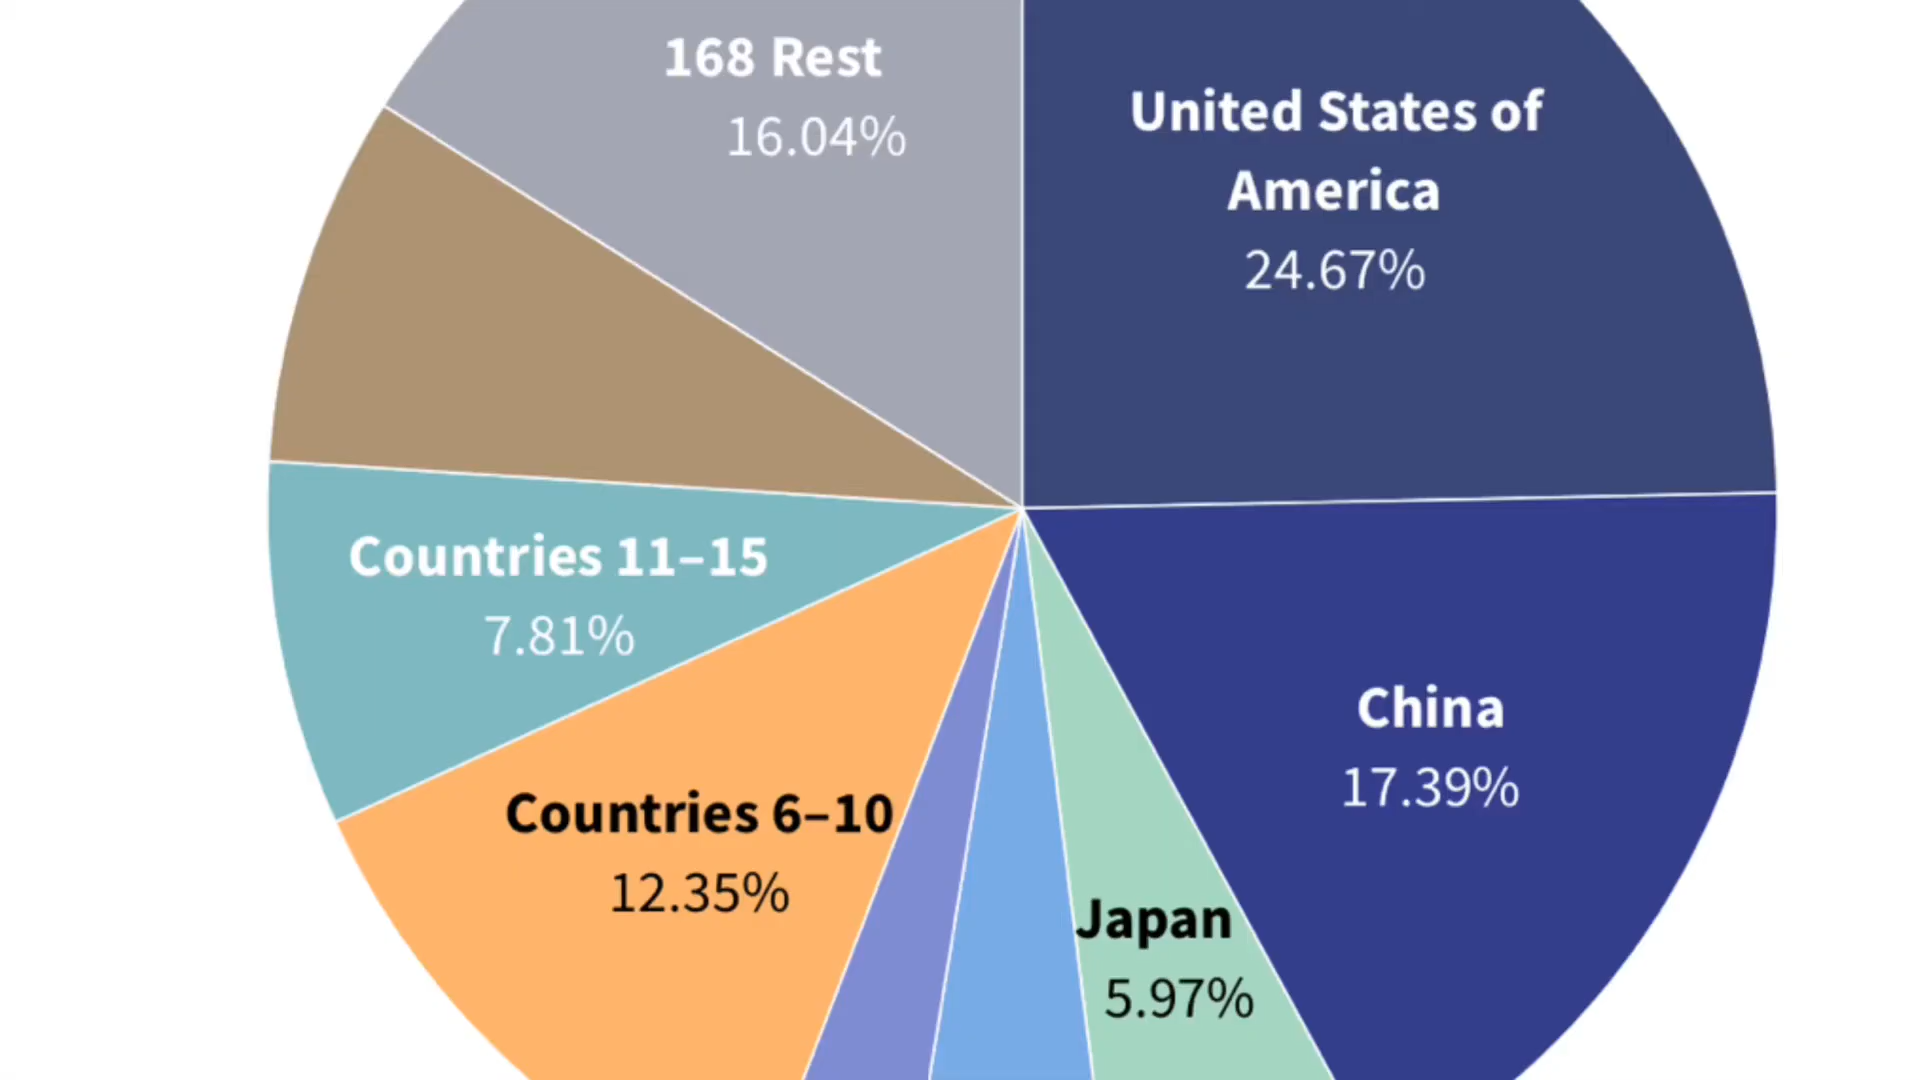 168 Rest
16.04%
United States of
America
24.67%
Countries 11–15
7.81%
China
17.39%
Countries 6–10
12.35%
Japan
5.97%